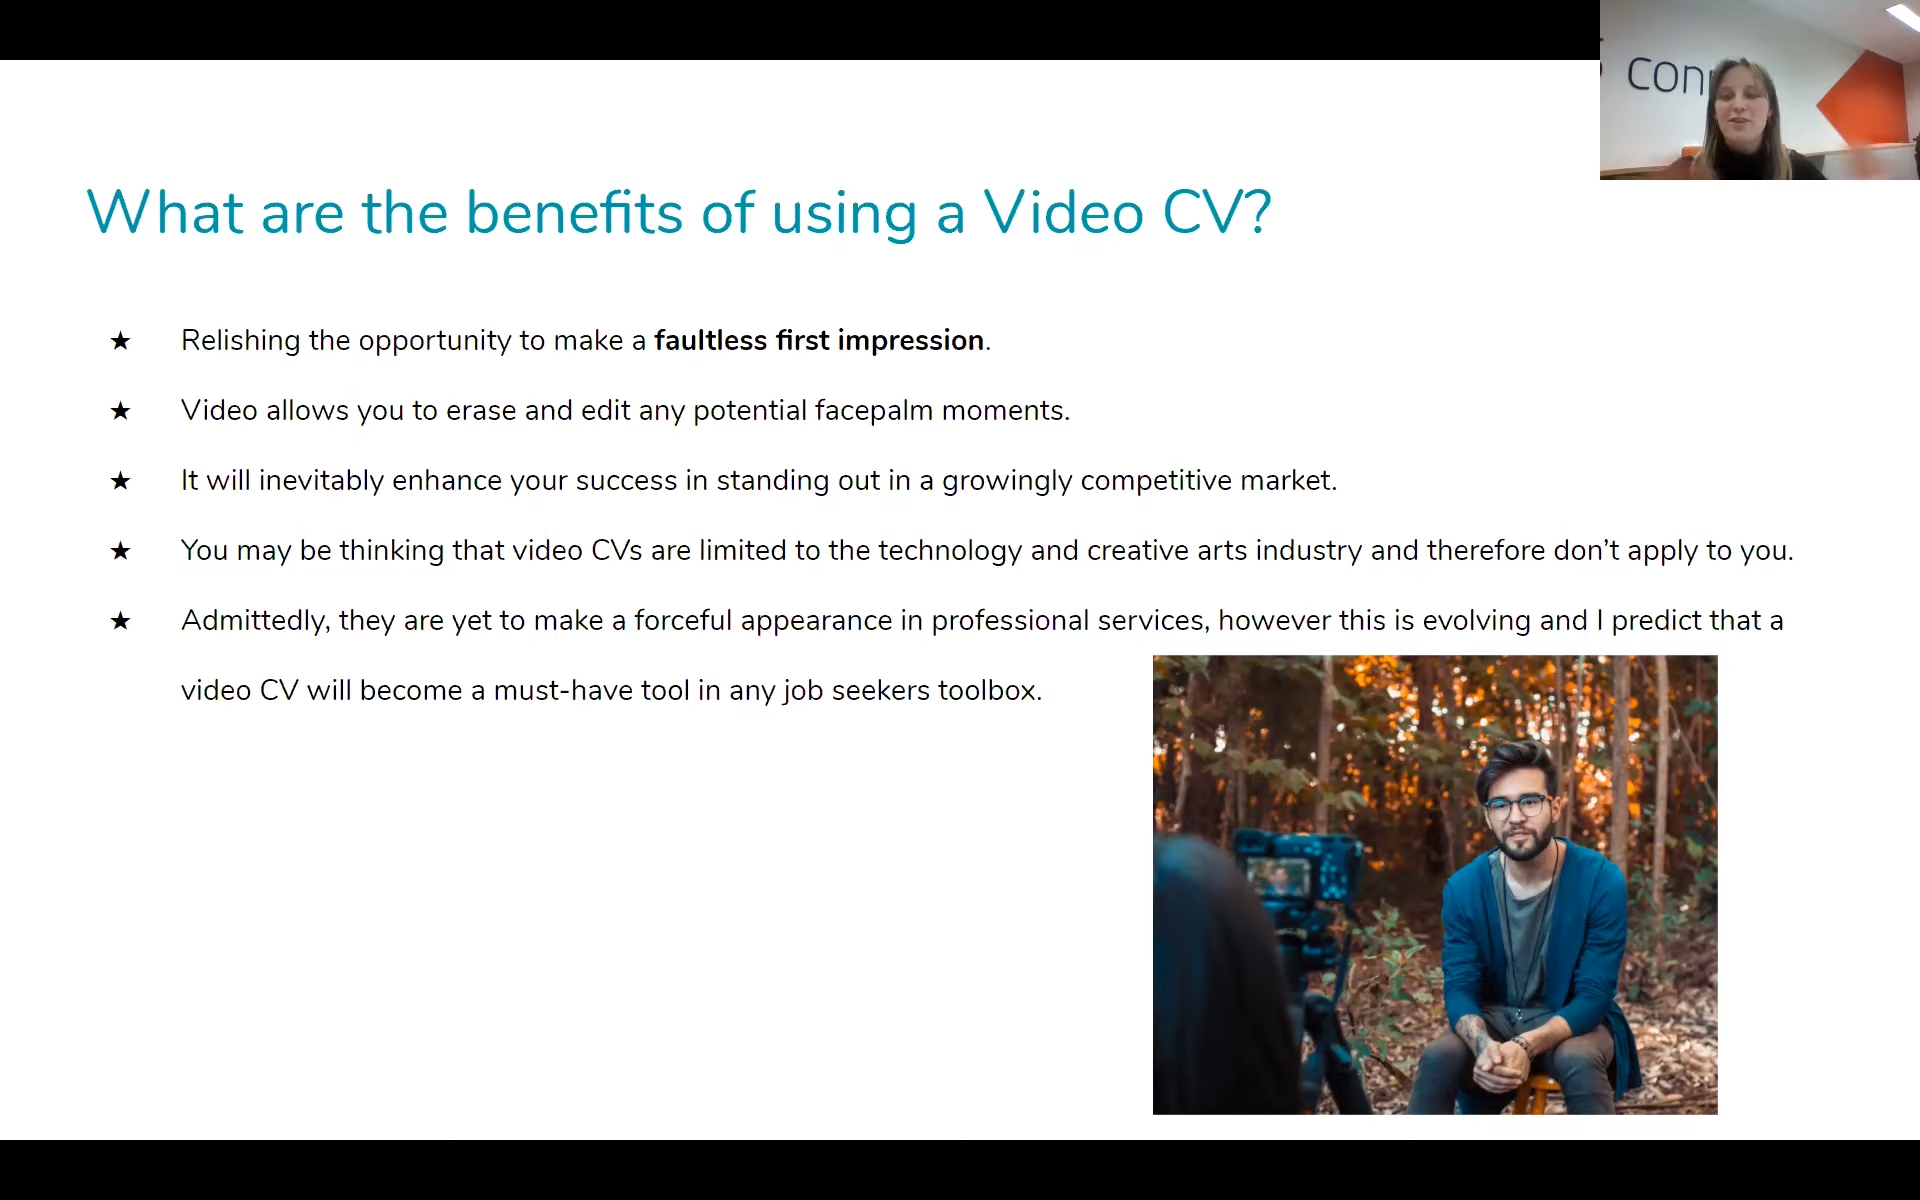 con
What are the benefits of using a Video CV?
★ Relishing the opportunity to make a faultless first impression.
★ Video allows you to erase and edit any potential facepalm moments.
★ It will inevitably enhance your success in standing out in a growingly competitive market.
★ You may be thinking that video CVs are limited to the technology and creative arts industry and therefore don’t apply to you.
★ Admittedly, they are yet to make a forceful appearance in professional services, however this is evolving and I predict that a
video CV will become a must-have tool in any job seekers toolbox.